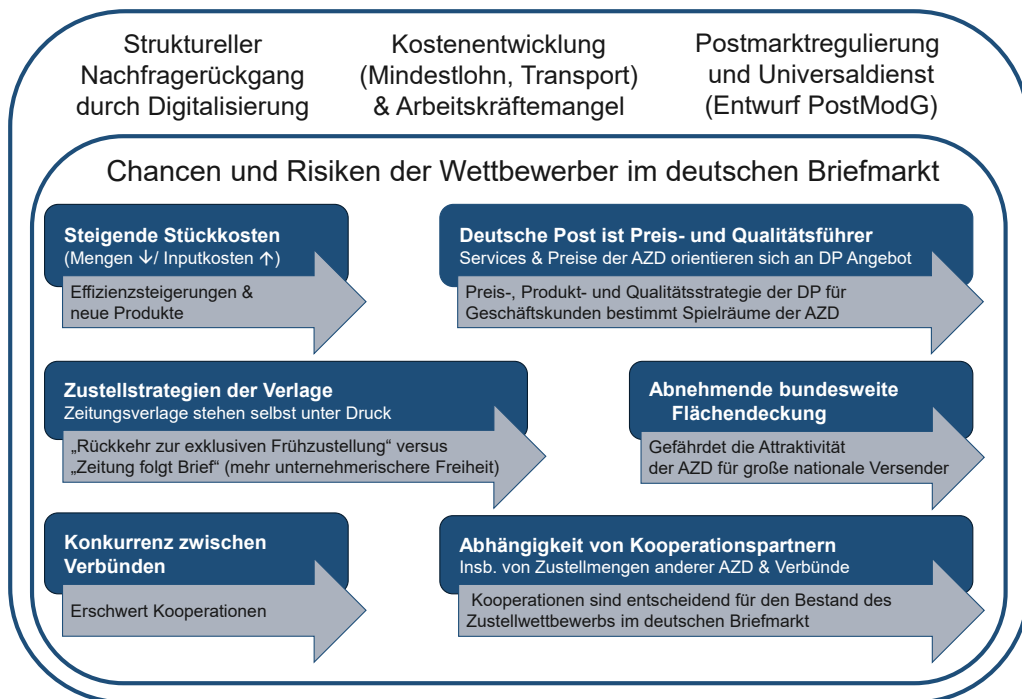 Struktureller
Nachfragerückgang
durch Digitalisierung
Kostenentwicklung
(Mindestlohn, Transport)
& Arbeitskräftemangel
Postmarktregulierung
und Universaldienst
(Entwurf PostModG)
Chancen und Risiken der Wettbewerber im deutschen Briefmarkt
Steigende Stückkosten
(Mengen ↓/ Inputkosten ↑)
Effizienzsteigerungen &
neue Produkte
Deutsche Post ist Preis- und Qualitätsführer
Services & Preise der AZD orientieren sich an DP Angebot
Preis-, Produkt- und Qualitätsstrategie der DP für
Geschäftskunden bestimmt Spielräume der AZD
Zustellstrategien der Verlage
Zeitungsverlage stehen selbst unter Druck
„Rückkehr zur exklusiven Frühzustellung“ versus
„Zeitung folgt Brief“ (mehr unternehmerischere Freiheit)
Abnehmende bundesweite
Flächendeckung
Gefährdet die Attraktivität
der AZD für große nationale Versender
Konkurrenz zwischen
Verbünden
Erschwert Kooperationen
Abhängigkeit von Kooperationspartnern
Insb. von Zustellmengen anderer AZD & Verbünde
Kooperationen sind entscheidend für den Bestand des
Zustellwettbewerbs im deutschen Briefmarkt